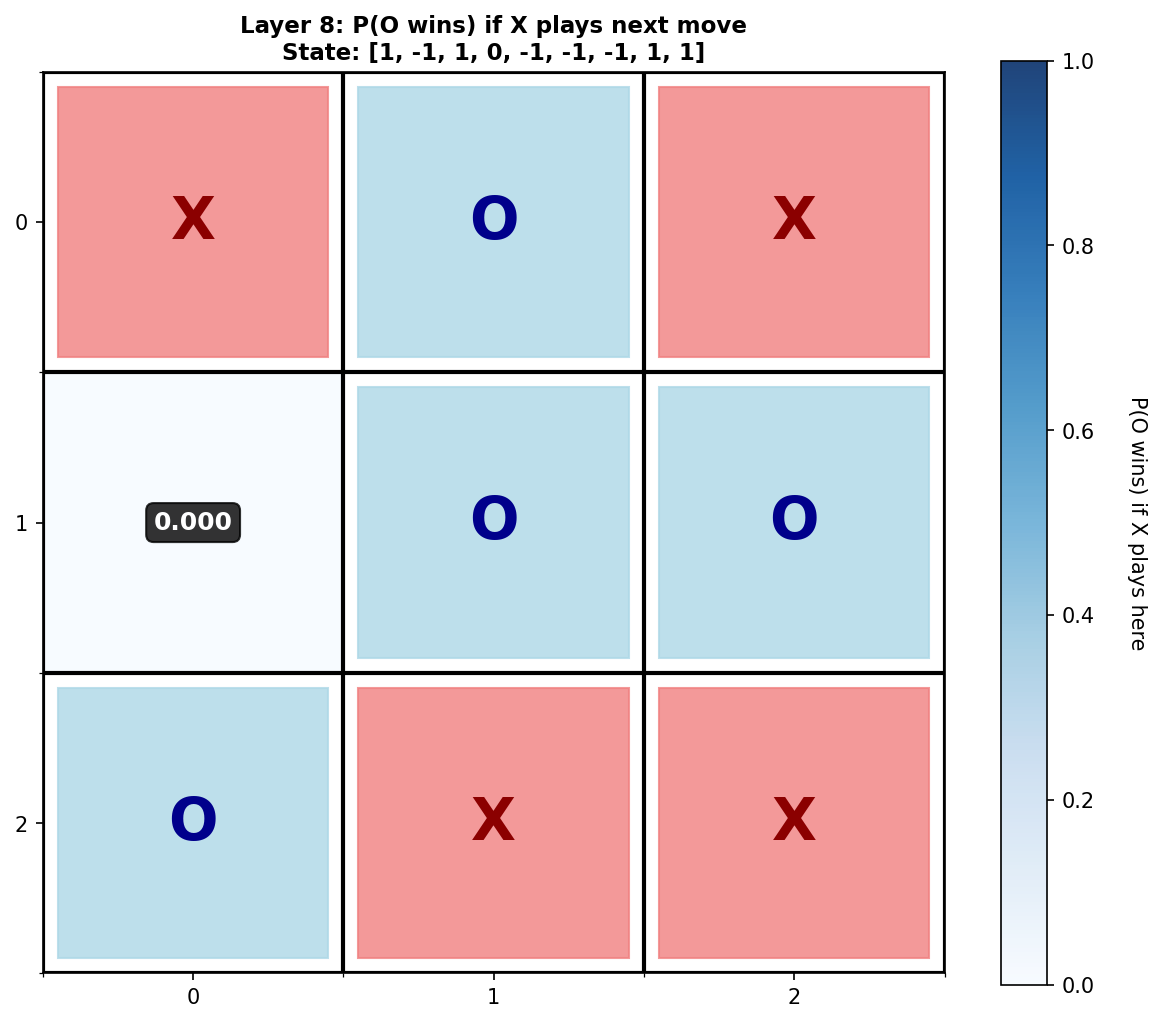 Layer 8: P(O wins) if X plays next move
State: [1, -1, 1, 0, -1, -1, -1, 1, 1]
X O X
0.000 O O
O X X
0
1
2
0 1 2
1.0
0.8
0.6
0.4
0.2
0.0
P(O wins) if X plays here